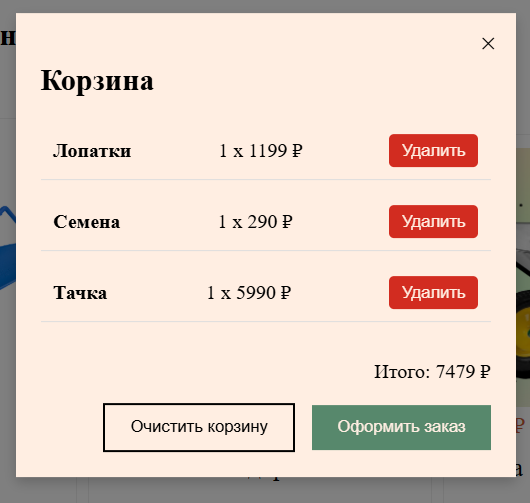 н
×
Корзина
Лопатки 1 x 1199 ₽ Удалить
Семена 1 x 290 ₽ Удалить
Тачка 1 x 5990 ₽ Удалить
Итого: 7479 ₽
Очистить корзину Оформить заказ
₽
а